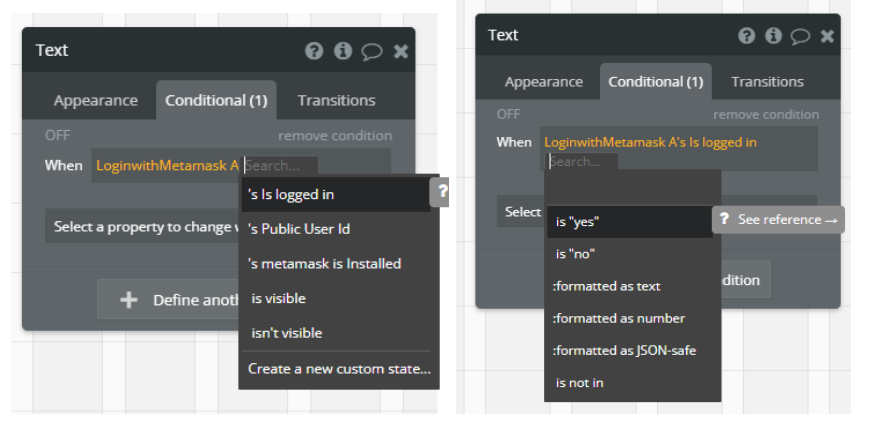 Text
Appearance Conditional (1) Transitions
OFF remove condition
When LoginwithMetamask A Search...
's Is logged in
?
Select a property to change w
's Public User Id
's metamask is Installed
Define anoth
is visible
isn't visible
Create a new custom state...
Text
Appearance Conditional (1) Transitions
OFF remove condition
When LoginwithMetamask A's Is logged in
Search...
Select
is "yes"
? See reference →
is "no"
:formatted as text
dition
:formatted as number
:formatted as JSON-safe
is not in